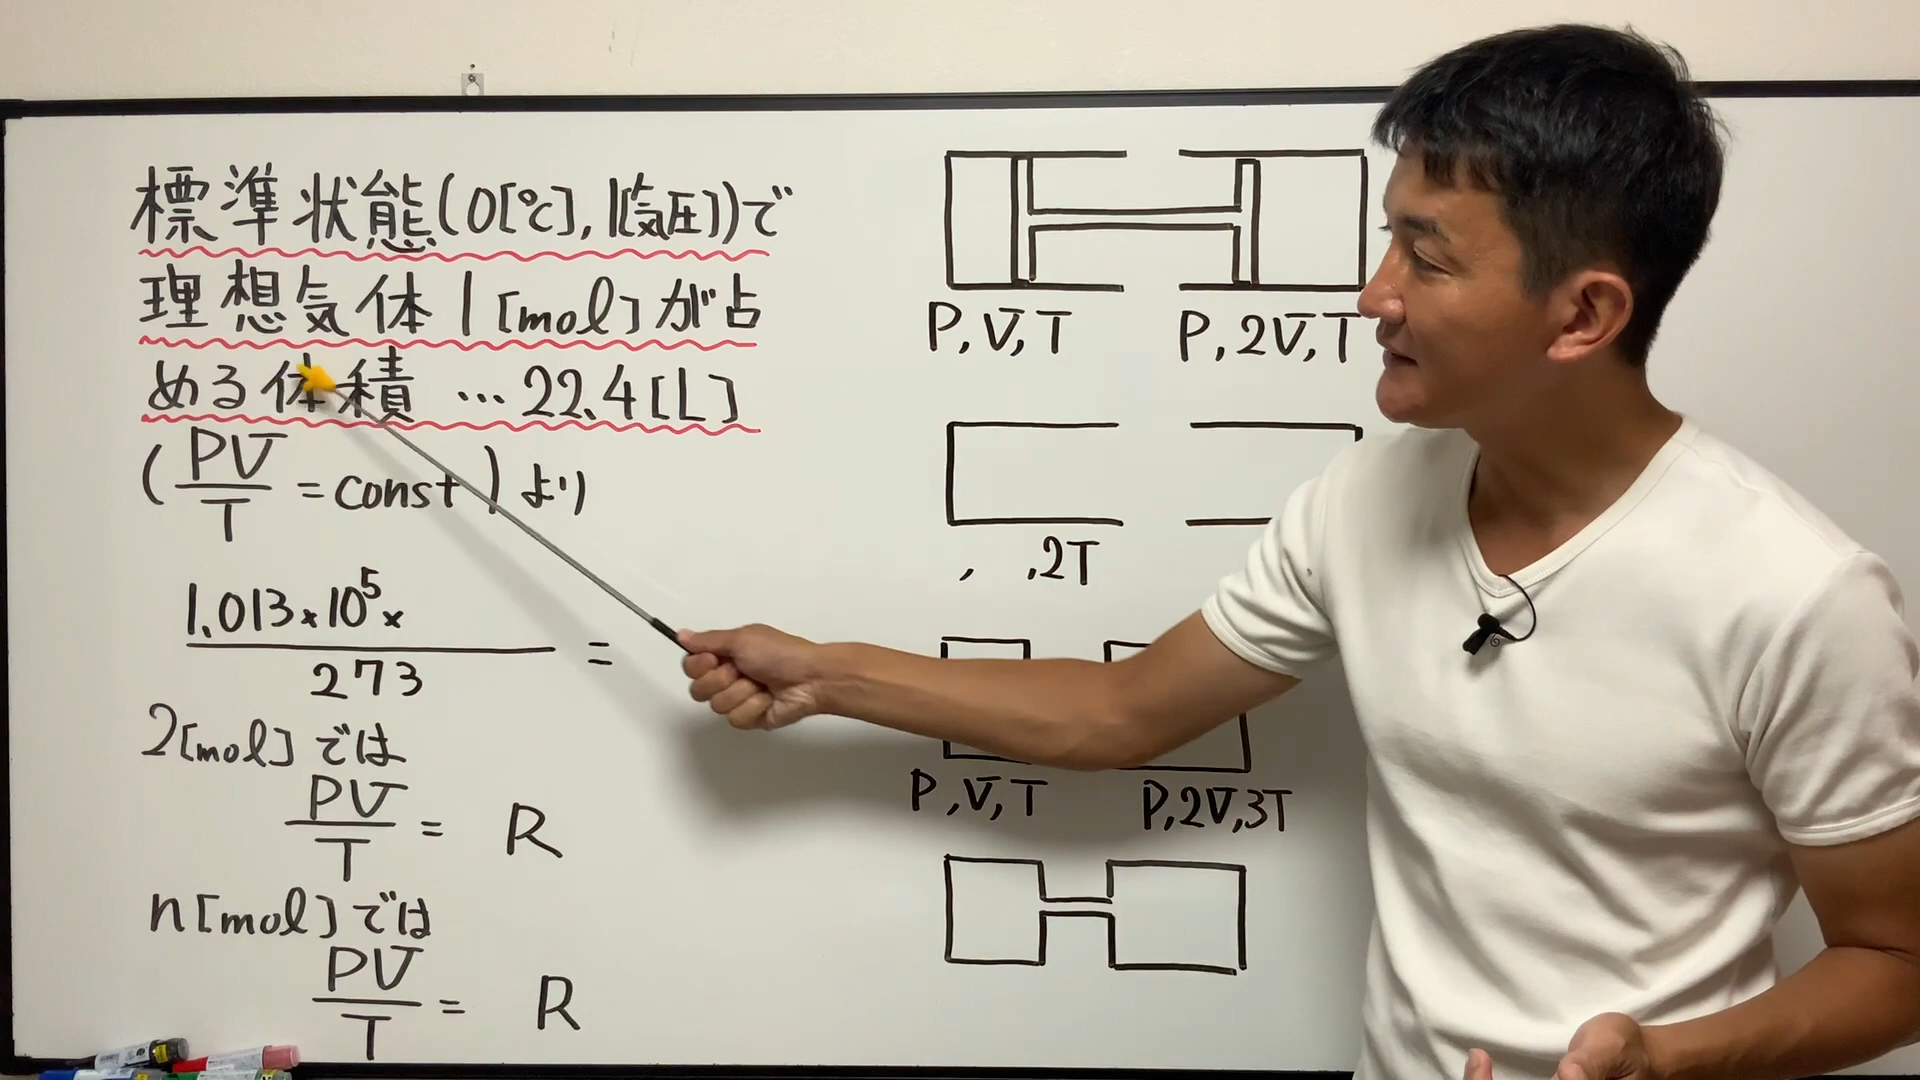 標準状態(0[℃],1[気圧])で
理想気体1[mol]が占
める体積 …22.4[L]
(PV/T = const)より
1.013×10⁵×
273
=
2[mol]では
PV/T = R
n[mol]では
PV/T = R
P,V,T
P,2V,T
, ,2T
P,V,T
P,2V,3T